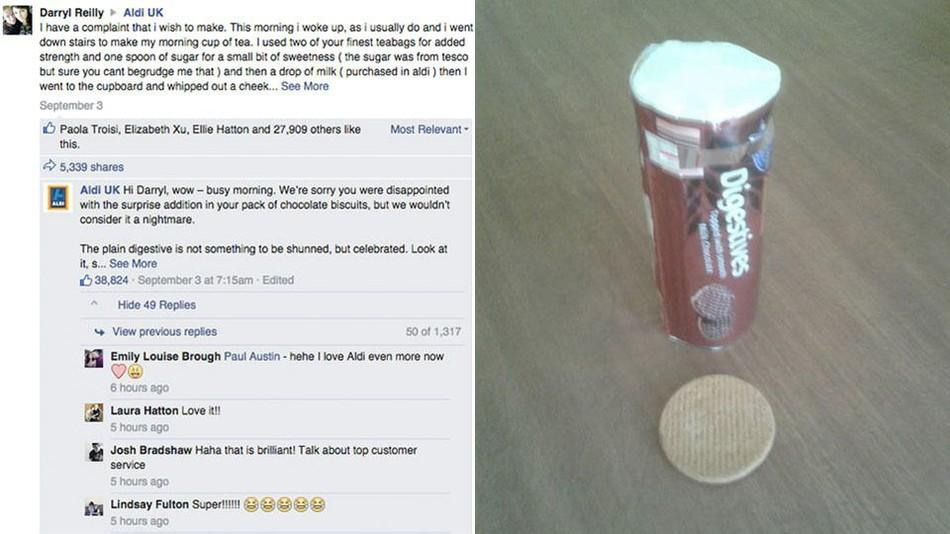 Darryl Reilly ▸ Aldi UK
I have a complaint that i wish to make. This morning i woke up, as i usually do and i went
down stairs to make my morning cup of tea. I used two of your finest teabags for added
strength and one spoon of sugar for a small bit of sweetness ( the sugar was from tesco
but sure you cant begrudge me that ) and then a drop of milk ( purchased in aldi ) then I
went to the cupboard and whipped out a cheek... See More
September 3
Paola Troisi, Elizabeth Xu, Ellie Hatton and 27,909 others like
this.
Most Relevant
5,339 shares
ALDI
Aldi UK Hi Darryl, wow – busy morning. We're sorry you were disappointed
with the surprise addition in your pack of chocolate biscuits, but we wouldn't
consider it a nightmare.
The plain digestive is not something to be shunned, but celebrated. Look at
it, s... See More
38,824 · September 3 at 7:15am · Edited
Hide 49 Replies
View previous replies
50 of 1,317
Emily Louise Brough Paul Austin - hehe I love Aldi even more now
6 hours ago
Laura Hatton Love it!!
5 hours ago
Josh Bradshaw Haha that is brilliant! Talk about top customer
service
5 hours ago
Lindsay Fulton Super!!!!!! 😂😂😂😂😂
5 hours ago
Digestives
Topped with smooth
Milk Chocolate